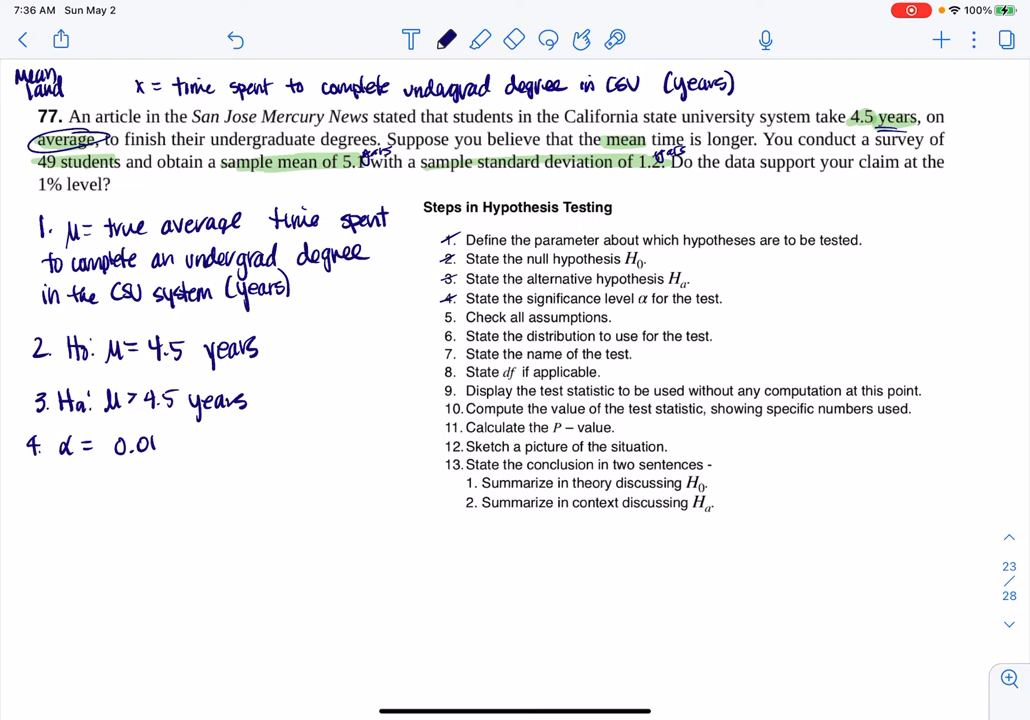 7:36 AM Sun May 2
100%
Mean
1 and
x = time spent to complete undergrad degree in CSU (years)
77. An article in the San Jose Mercury News stated that students in the California state university system take 4.5 years, on
average, to finish their undergraduate degrees. Suppose you believe that the mean time is longer. You conduct a survey of
49 students and obtain a sample mean of 5.1 years with a sample standard deviation of 1.2 years. Do the data support your claim at the
1% level?
1. μ = true average time spent
to complete an undergrad degree
in the CSU system (years)
2. H₀: μ = 4.5 years
3. Ha: μ > 4.5 years
4. α = 0.01
Steps in Hypothesis Testing
1. Define the parameter about which hypotheses are to be tested.
2. State the null hypothesis H₀.
3. State the alternative hypothesis Hₐ.
4. State the significance level α for the test.
5. Check all assumptions.
6. State the distribution to use for the test.
7. State the name of the test.
8. State df if applicable.
9. Display the test statistic to be used without any computation at this point.
10. Compute the value of the test statistic, showing specific numbers used.
11. Calculate the P – value.
12. Sketch a picture of the situation.
13. State the conclusion in two sentences -
1. Summarize in theory discussing H₀.
2. Summarize in context discussing Hₐ.
23
/
28